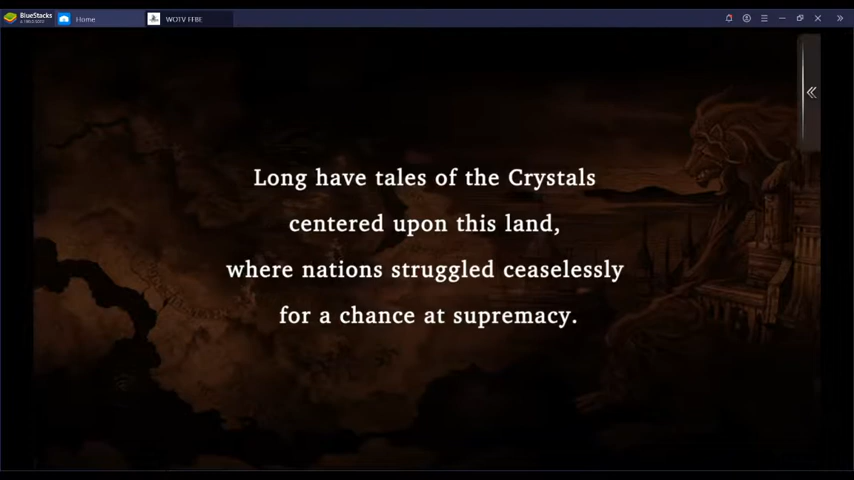 BlueStacks
Home
WOTV FFBE
Long have tales of the Crystals
centered upon this land,
where nations struggled ceaselessly
for a chance at supremacy.